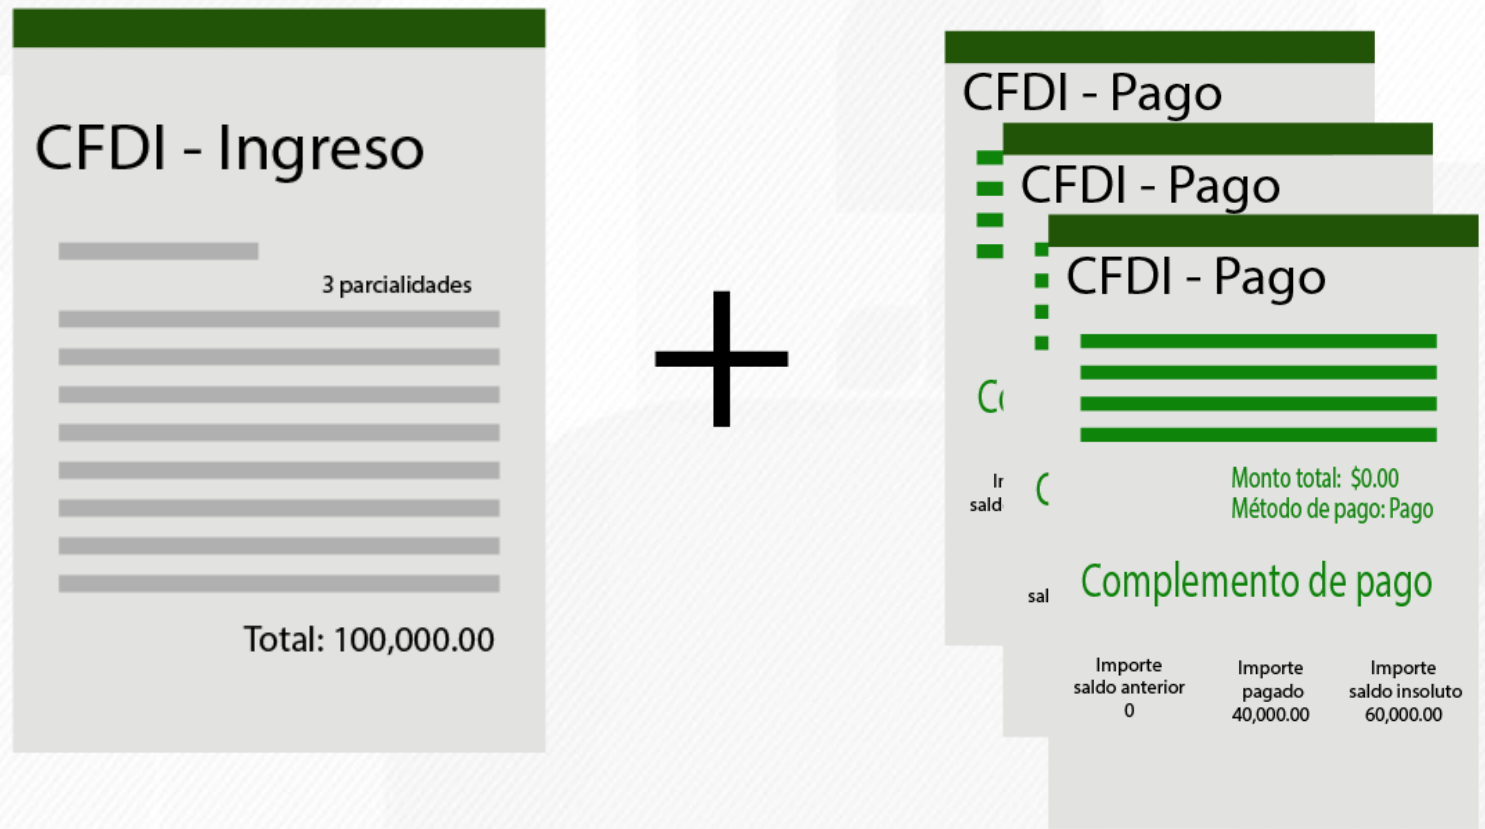 CFDI - Ingreso
3 parcialidades
Total: 100,000.00
CFDI - Pago
CFDI - Pago
CFDI - Pago
Monto total: $0.00
Método de pago: Pago
Complemento de pago
Importe
saldo anterior
0
Importe
pagado
40,000.00
Importe
saldo insoluto
60,000.00